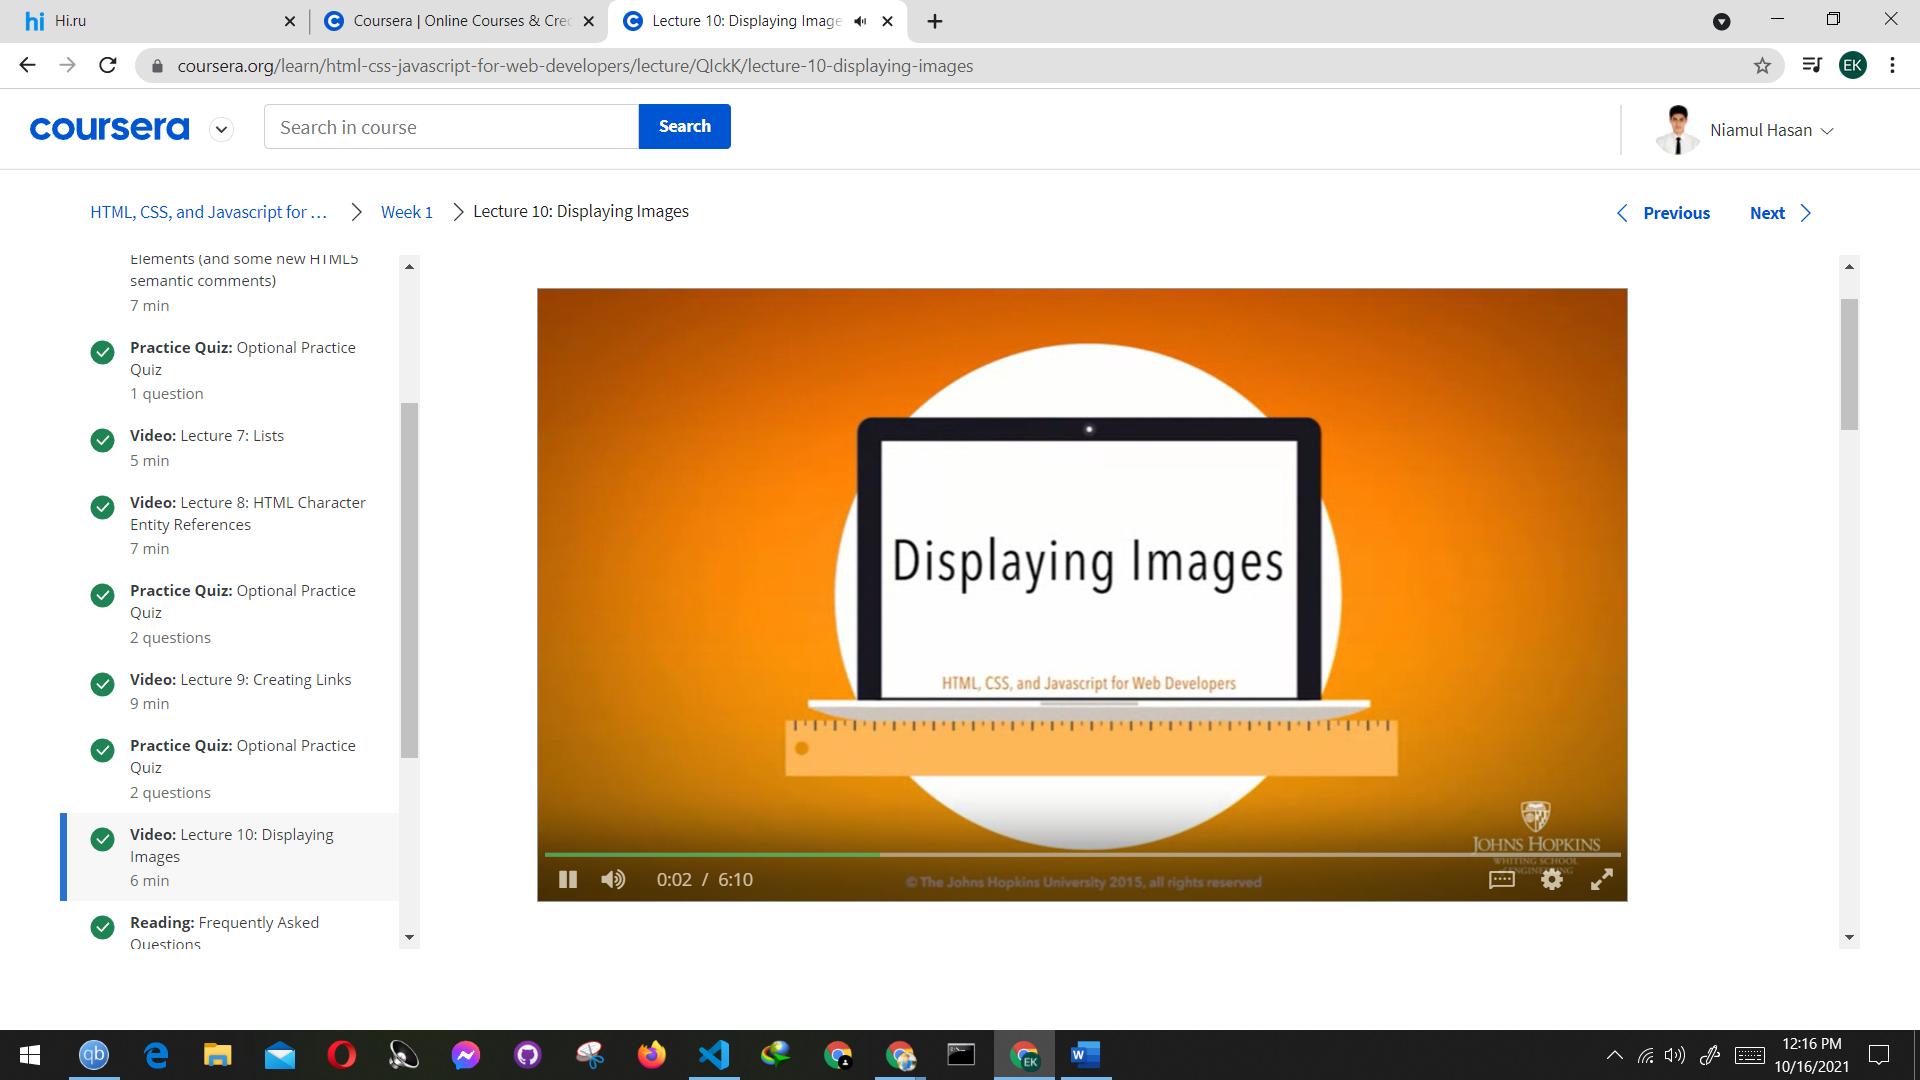 hi Hi.ru
Coursera | Online Courses & Cre
Lecture 10: Displaying Image
coursera.org/learn/html-css-javascript-for-web-developers/lecture/QIckK/lecture-10-displaying-images
EK
coursera
Search in course
Search
Niamul Hasan
HTML, CSS, and Javascript for ...
Week 1
Lecture 10: Displaying Images
Previous
Next
Elements (and some new HTML5
semantic comments)
7 min
Practice Quiz: Optional Practice
Quiz
1 question
Video: Lecture 7: Lists
5 min
Video: Lecture 8: HTML Character
Entity References
7 min
Practice Quiz: Optional Practice
Quiz
2 questions
Video: Lecture 9: Creating Links
9 min
Practice Quiz: Optional Practice
Quiz
2 questions
Video: Lecture 10: Displaying
Images
6 min
Reading: Frequently Asked
Questions
Displaying Images
HTML, CSS, and Javascript for Web Developers
JOHNS HOPKINS
WHITING SCHOOL
of ENGINEERING
0:02 / 6:10
© The Johns Hopkins University 2015, all rights reserved
qb
EK
W
12:16 PM
10/16/2021